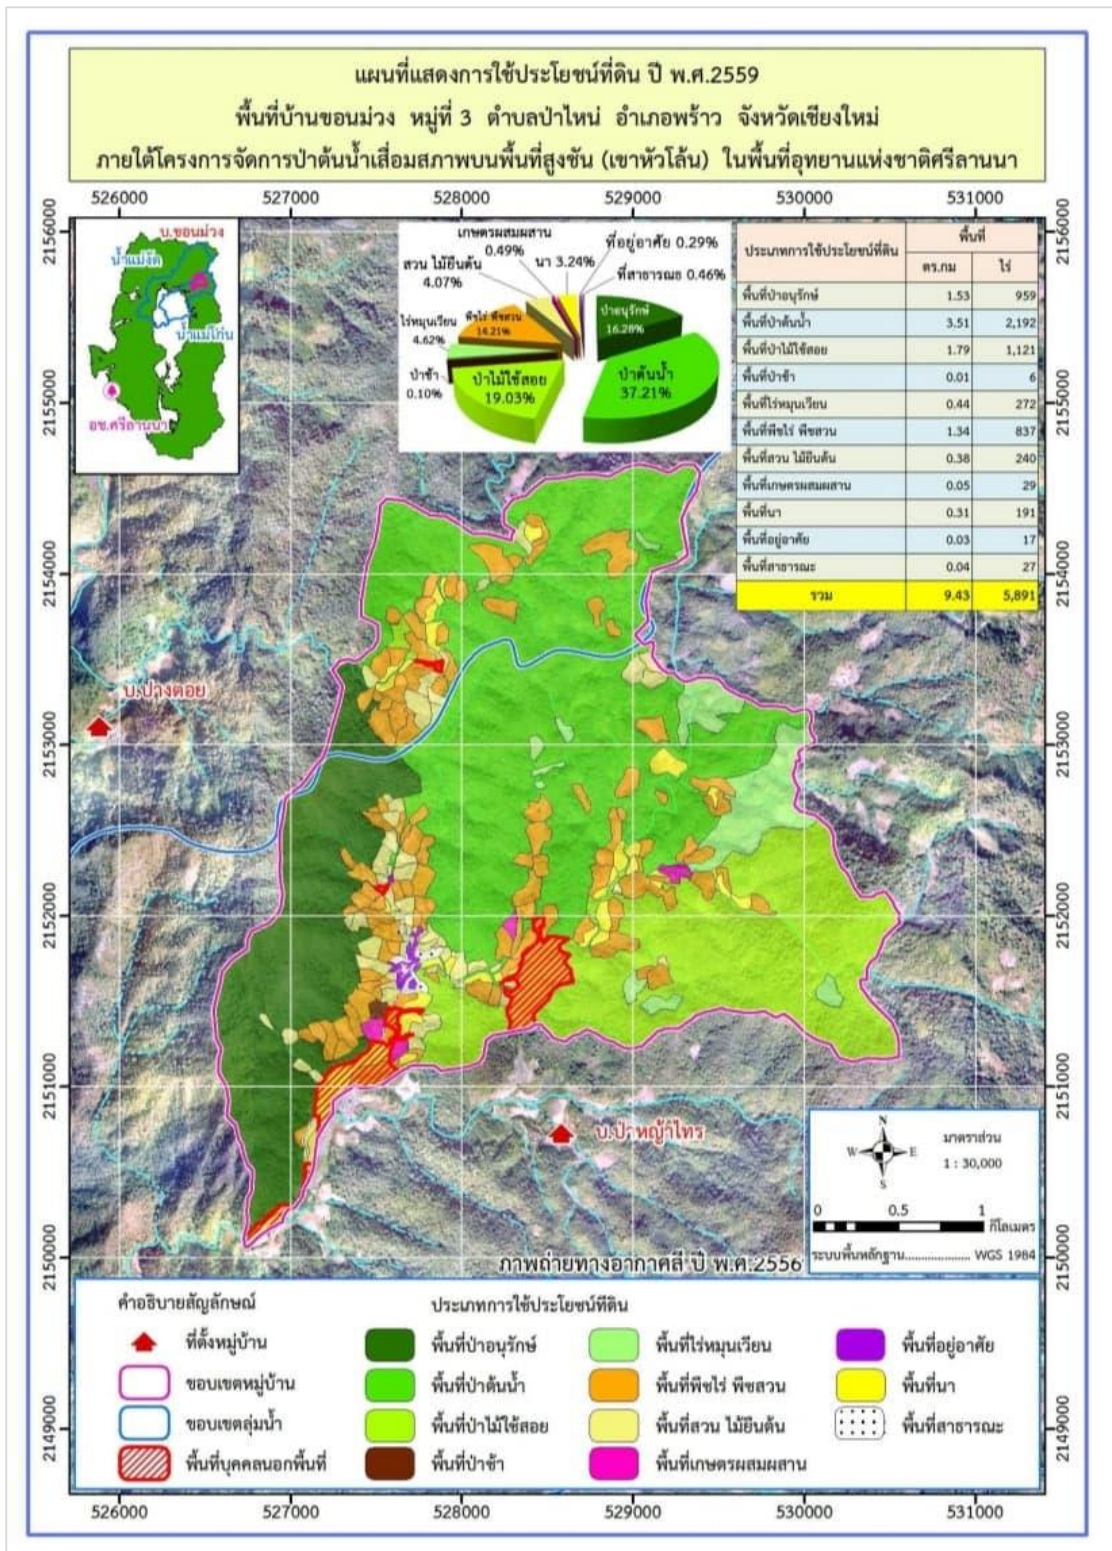 แผนที่แสดงการใช้ประโยชน์ที่ดิน ปี พ.ศ.2559
พื้นที่บ้านขอนม่วง หมู่ที่ 3 ตำบลป่าไหน่ อำเภอพร้าว จังหวัดเชียงใหม่
ภายใต้โครงการจัดการป่าต้นน้ำเสื่อมสภาพบนพื้นที่สูงชัน (เขาหัวโล้น) ในพื้นที่อุทยานแห่งชาติศรีลานนา
526000 527000 528000 529000 530000 531000
2156000
2155000
2154000
2153000
2152000
2151000
2150000
2149000
บ.ขอนม่วง
น้ำแม่งัด
น้ำแม่โก๋น
อช.ศรีลานนา
เกษตรผสมผสาน
0.49%
ที่อยู่อาศัย 0.29%
สวน ไม้ยืนต้น
4.07%
นา 3.24%
ที่สาธารณธ 0.46%
ไร่หมุนเวียน
4.62%
พืชไร่ พืชสวน
14.21%
ป่าอนุรักษ์
16.28%
ป่าช้า
0.10%
ป่าไม้ใช้สอย
19.03%
ป่าต้นน้ำ
37.21%
ประเภทการใช้ประโยชน์ที่ดิน พื้นที่
ตร.กม ไร่
พื้นที่ป่าอนุรักษ์ 1.53 959
พื้นที่ป่าต้นน้ำ 3.51 2,192
พื้นที่ป่าไม้ใช้สอย 1.79 1,121
พื้นที่ป่าช้า 0.01 6
พื้นที่ไร่หมุนเวียน 0.44 272
พื้นที่พืชไร่ พืชสวน 1.34 837
พื้นที่สวน ไม้ยืนต้น 0.38 240
พื้นที่เกษตรผสมผสาน 0.05 29
พื้นที่นา 0.31 191
พื้นที่อยู่อาศัย 0.03 17
พื้นที่สาธารณะ 0.04 27
รวม 9.43 5,891
2156000
2155000
2154000
2153000
2152000
2151000
2150000
2149000
บ.ปางตอย
บ.ป่าหญ้าไทร
N
W E
S
มาตราส่วน
1 : 30,000
0 0.5 1
กิโลเมตร
ระบบพื้นหลักฐาน................... WGS 1984
ภาพถ่ายทางอากาศสี ปี พ.ศ.2556
คำอธิบายสัญลักษณ์
ที่ตั้งหมู่บ้าน
ขอบเขตหมู่บ้าน
ขอบเขตลุ่มน้ำ
พื้นที่บุคคลนอกพื้นที่
ประเภทการใช้ประโยชน์ที่ดิน
พื้นที่ป่าอนุรักษ์
พื้นที่ป่าต้นน้ำ
พื้นที่ป่าไม้ใช้สอย
พื้นที่ป่าช้า
พื้นที่ไร่หมุนเวียน
พื้นที่พืชไร่ พืชสวน
พื้นที่สวน ไม้ยืนต้น
พื้นที่เกษตรผสมผสาน
พื้นที่อยู่อาศัย
พื้นที่นา
พื้นที่สาธารณะ
526000 527000 528000 529000 530000 531000